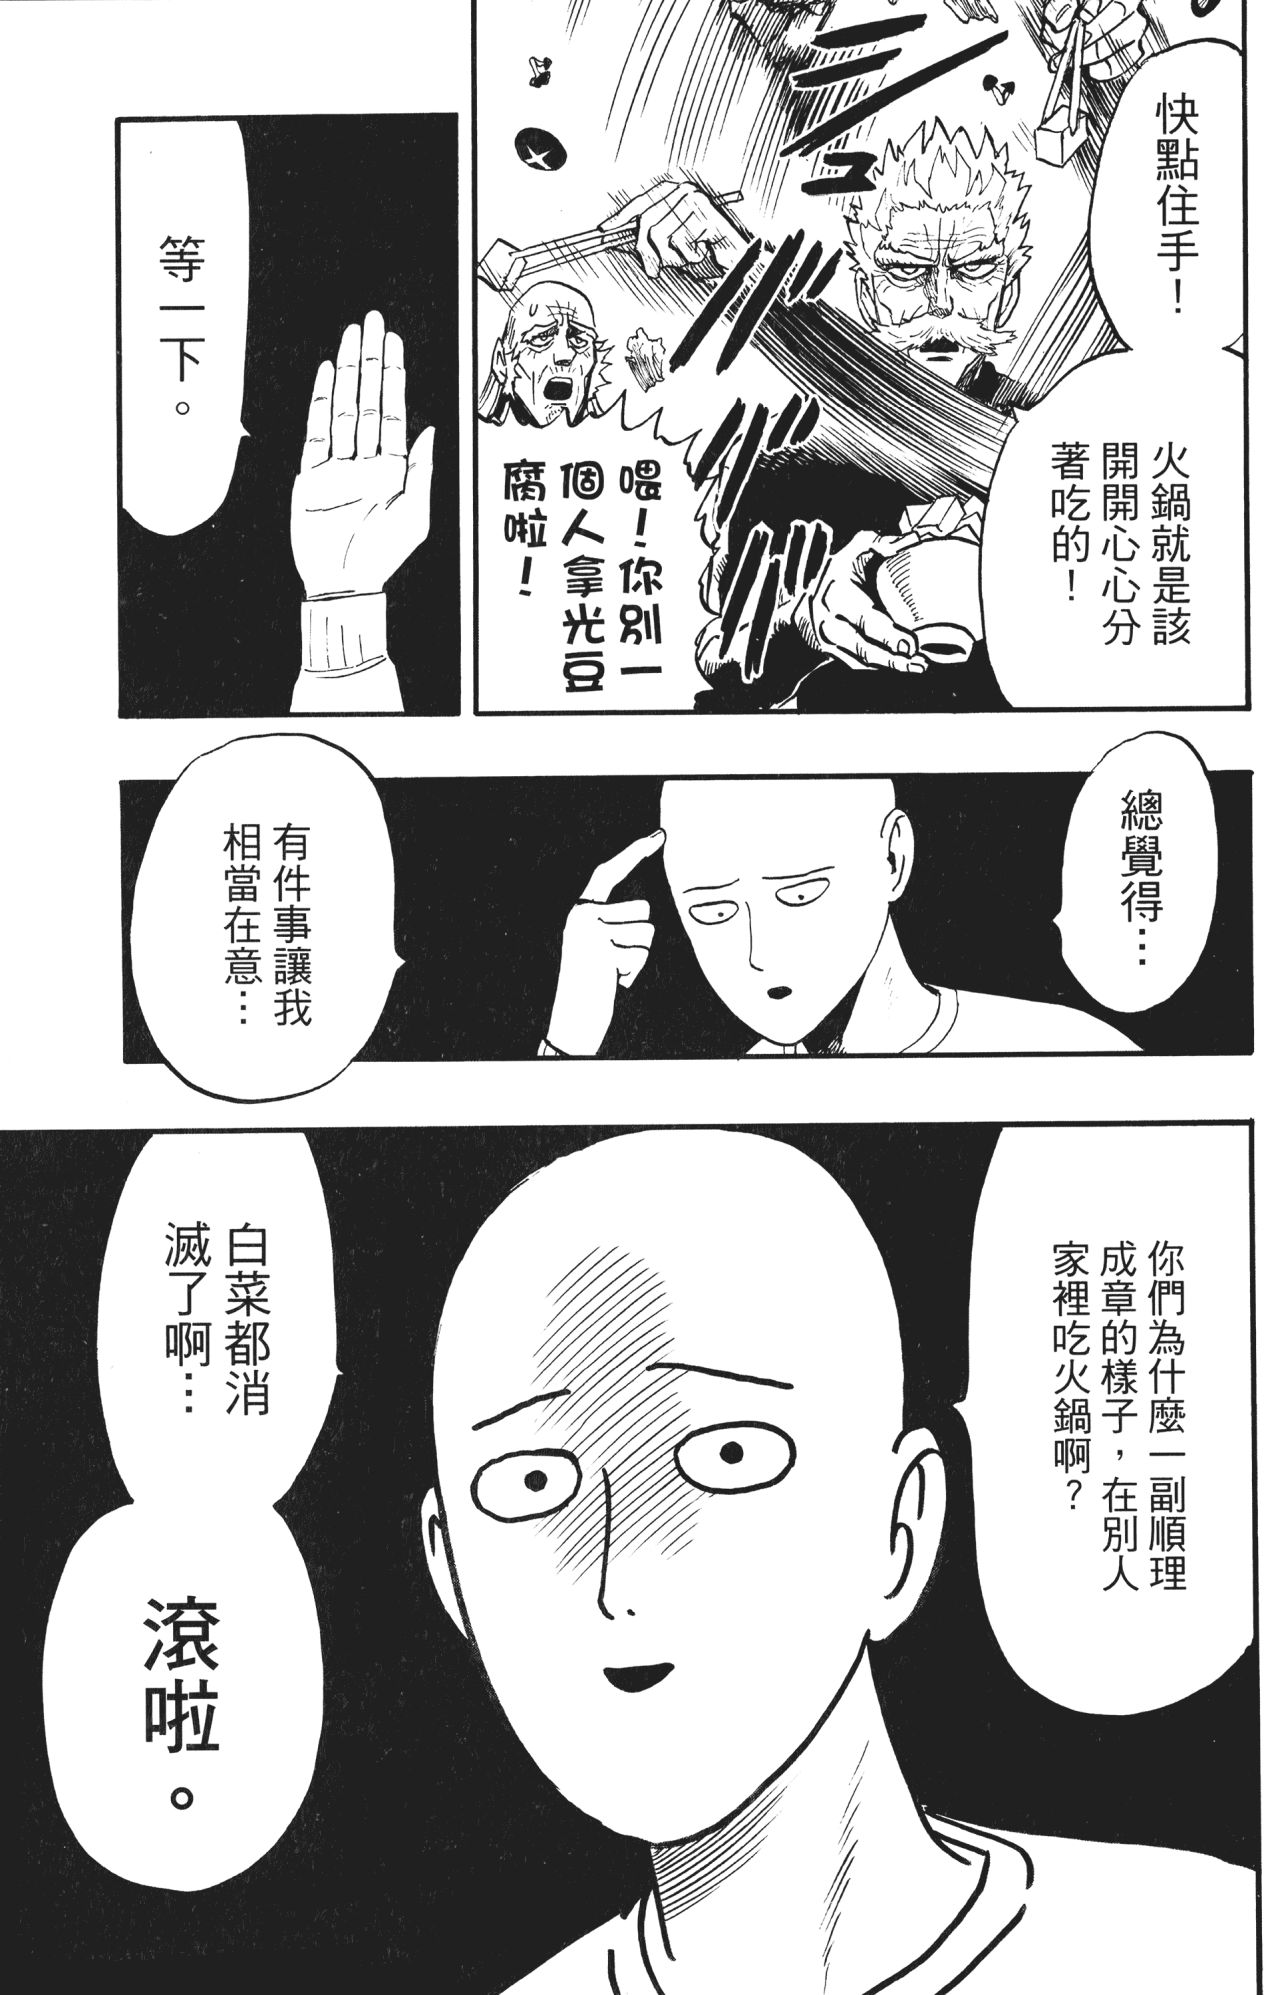 快點住手！
火鍋就是該
開開心心分
著吃的！
喂！你別一
個人拿光豆
腐啦！
等一下。
總覺得…
有件事讓我
相當在意…
你們為什麼一副順理
成章的樣子，在別人
家裡吃火鍋啊？
白菜都消
滅了啊…
滾啦。